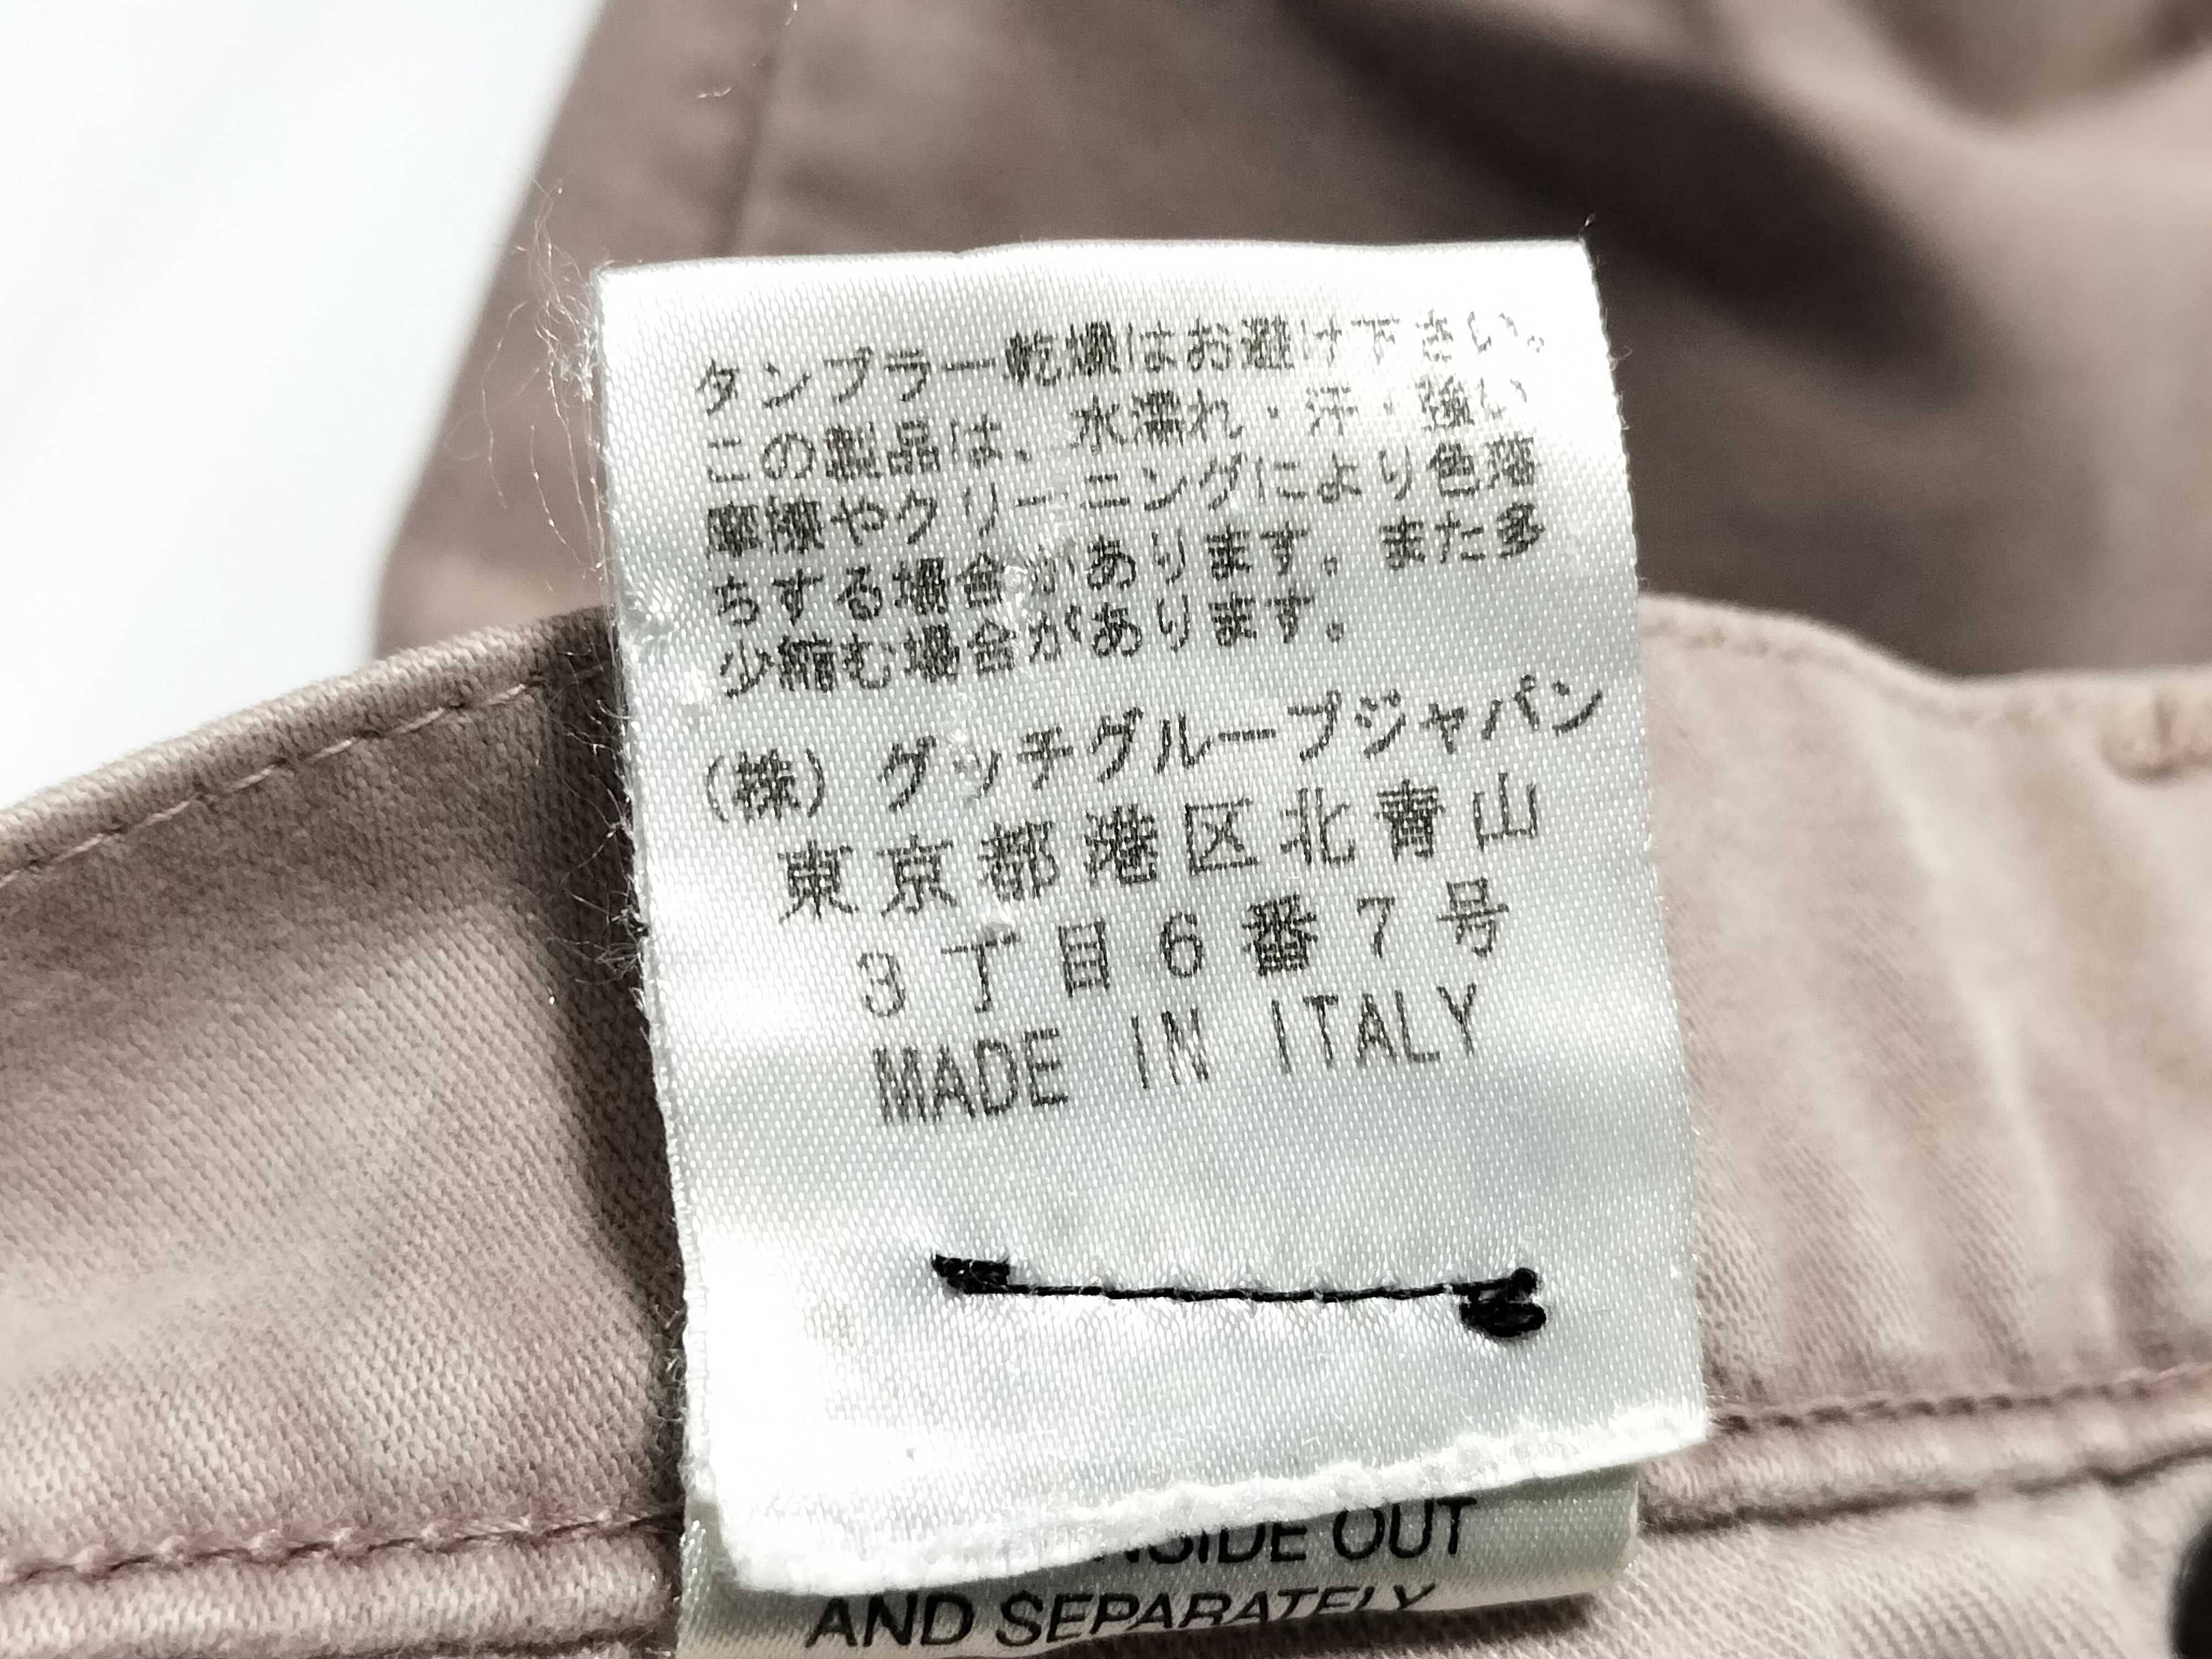 タンブラー乾燥はお避け下さい。
この製品は、水濡れ・汗・強い
摩擦やクリーニングにより色落
ちする場合があります。また多
少縮む場合があります。
(株) グッチグループジャパン
東京都港区北青山
3丁目6番7号
MADE IN ITALY
INSIDE OUT
AND SEPARATELY